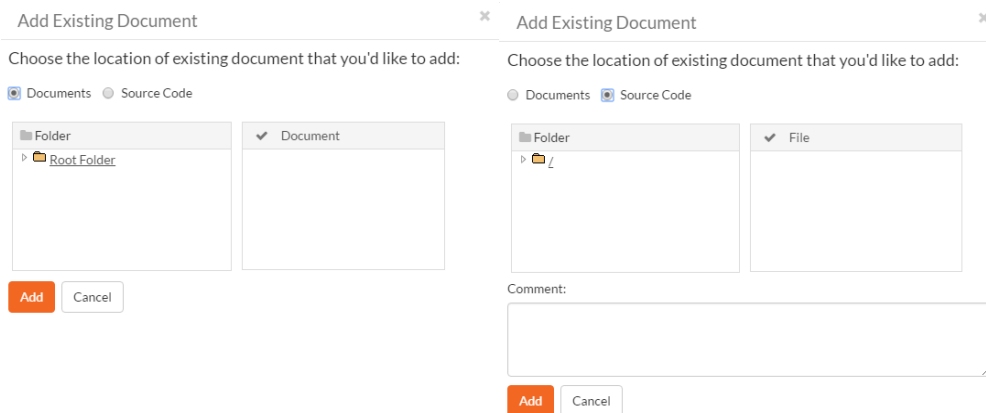 Add Existing Document ×
Choose the location of existing document that you'd like to add:
Documents Source Code
Folder
Root Folder
Document
Add Cancel
Add Existing Document ×
Choose the location of existing document that you'd like to add:
Documents Source Code
Folder
/
File
Comment:
Add Cancel